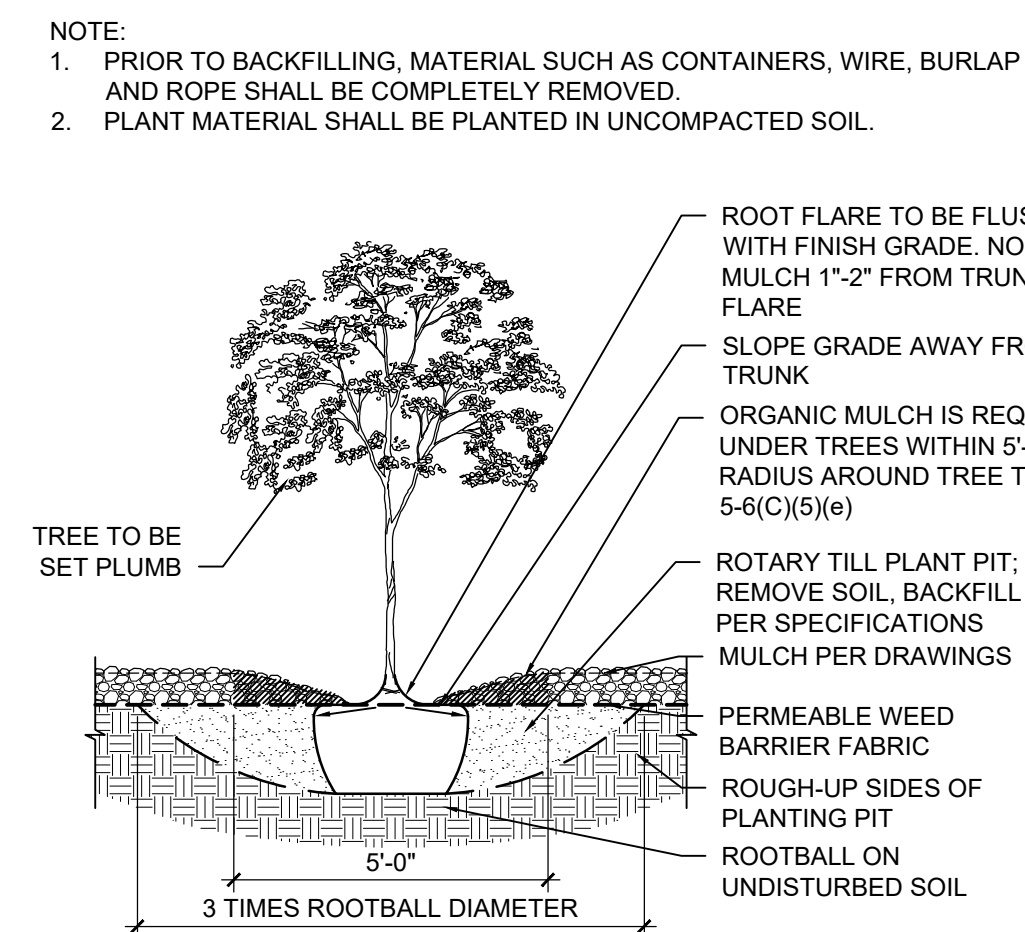 NOTE:
1. PRIOR TO BACKFILLING, MATERIAL SUCH AS CONTAINERS, WIRE, BURLAP
AND ROPE SHALL BE COMPLETELY REMOVED.
2. PLANT MATERIAL SHALL BE PLANTED IN UNCOMPACTED SOIL.
ROOT FLARE TO BE
WITH FINISH GRADE. NO
MULCH 1"-2" FROM
FLARE
SLOPE GRADE AWAY
TRUNK
ORGANIC MULCH IS
UNDER TREES WITHIN
RADIUS AROUND TREE
5-6(C)(5)(e)
TREE TO BE
SET PLUMB
ROTARY TILL PLANT PIT;
REMOVE SOIL, BACKFILL
PER SPECIFICATIONS
MULCH PER DRAWINGS
PERMEABLE WEED
BARRIER FABRIC
ROUGH-UP SIDES OF
PLANTING PIT
ROOTBALL ON
UNDISTURBED SOIL
5'-0"
3 TIMES ROOTBALL DIAMETER